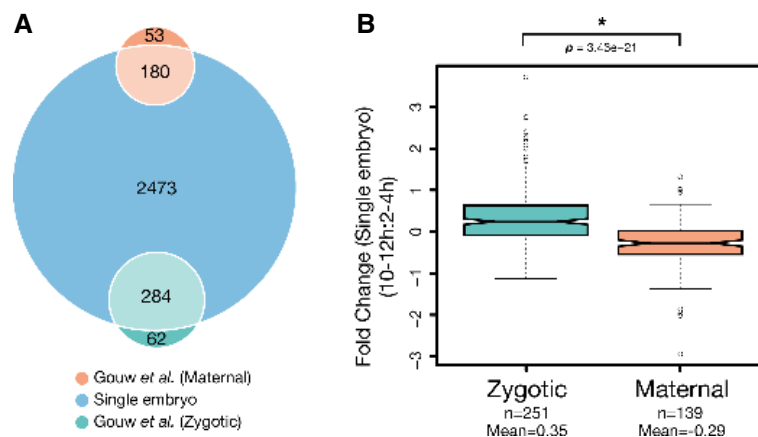 A
53
180
2473
284
62
Gouw et al. (Maternal)
Single embryo
Gouw et al. (Zygotic)
B
*
p = 3.43e-21
Fold Change (Single embryo)
(10-12h:2-4h)
3
2
1
0
-1
-2
-3
Zygotic
n=251
Mean=0.35
Maternal
n=139
Mean=-0.29